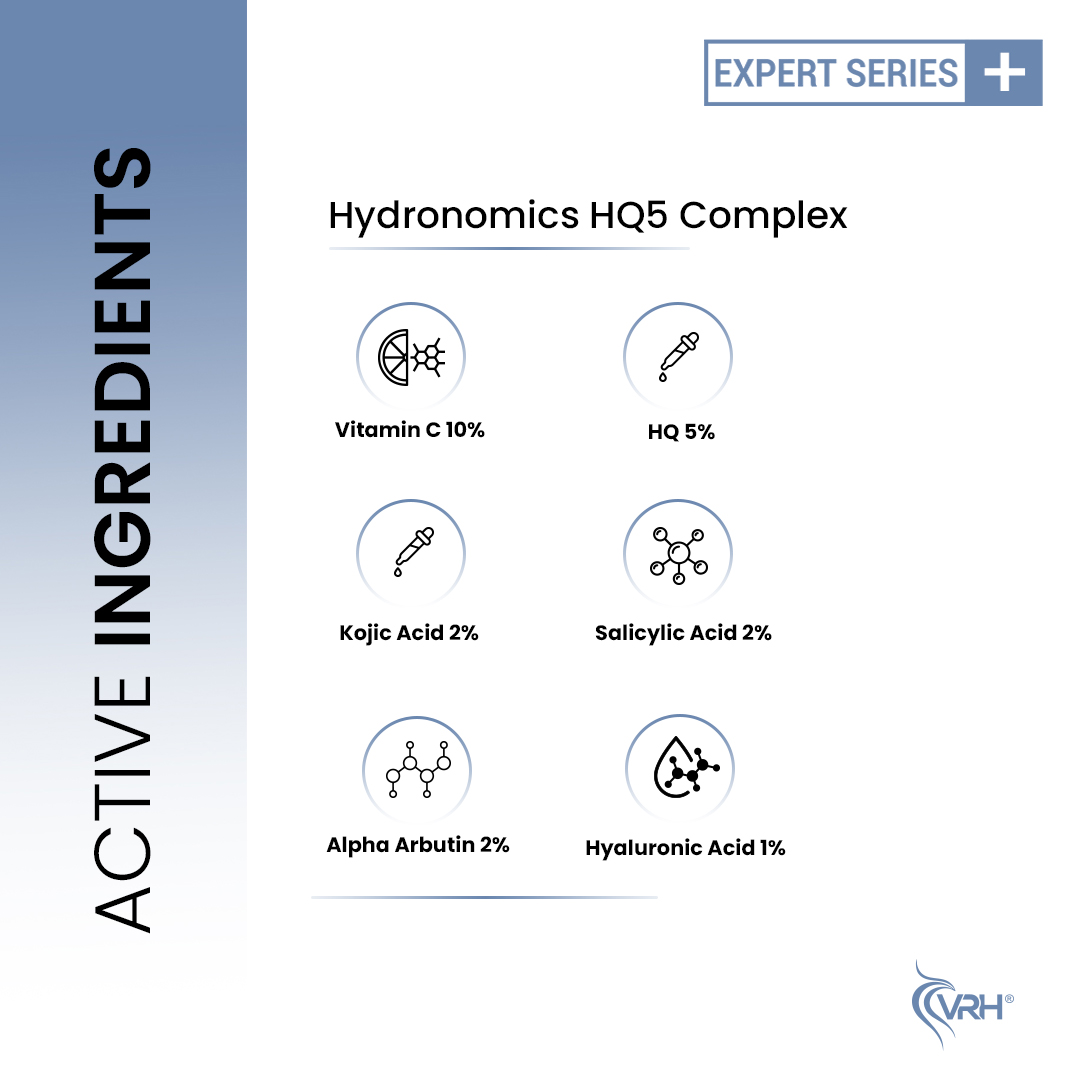 EXPERT SERIES +
ACTIVE INGREDIENTS
Hydronomics HQ5 Complex
Vitamin C 10%
HQ 5%
Kojic Acid 2%
Salicylic Acid 2%
Alpha Arbutin 2%
Hyaluronic Acid 1%
VRH®